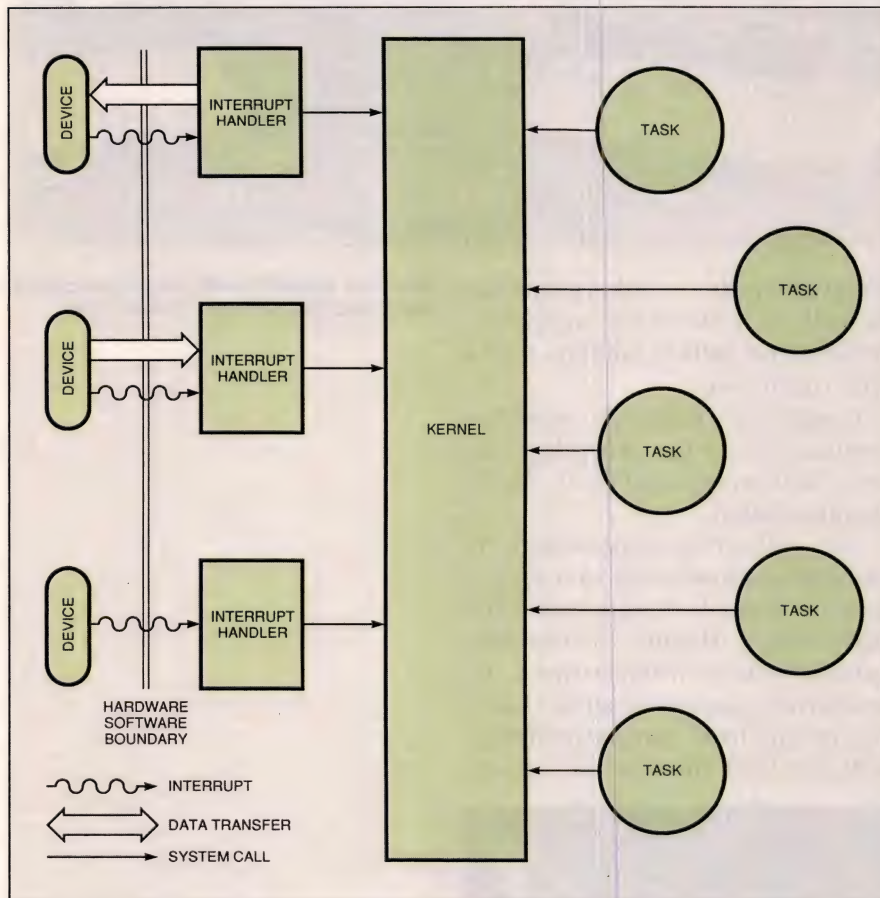 DEVICE
INTERRUPT
HANDLER
TASK
TASK
DEVICE
INTERRUPT
HANDLER
KERNEL
TASK
DEVICE
INTERRUPT
HANDLER
TASK
HARDWARE
SOFTWARE
BOUNDARY
TASK
INTERRUPT
DATA TRANSFER
SYSTEM CALL